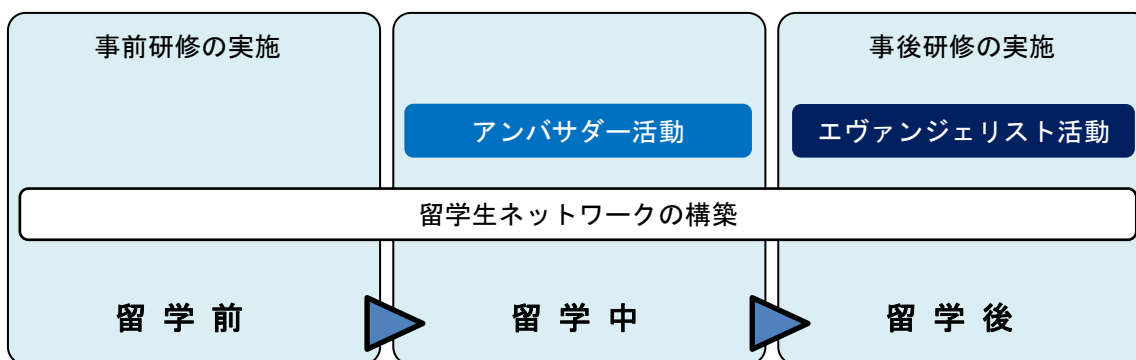 事前研修の実施
事後研修の実施
アンバサダー活動
エヴァンジェリスト活動
留学生ネットワークの構築
留学前
留学中
留学後